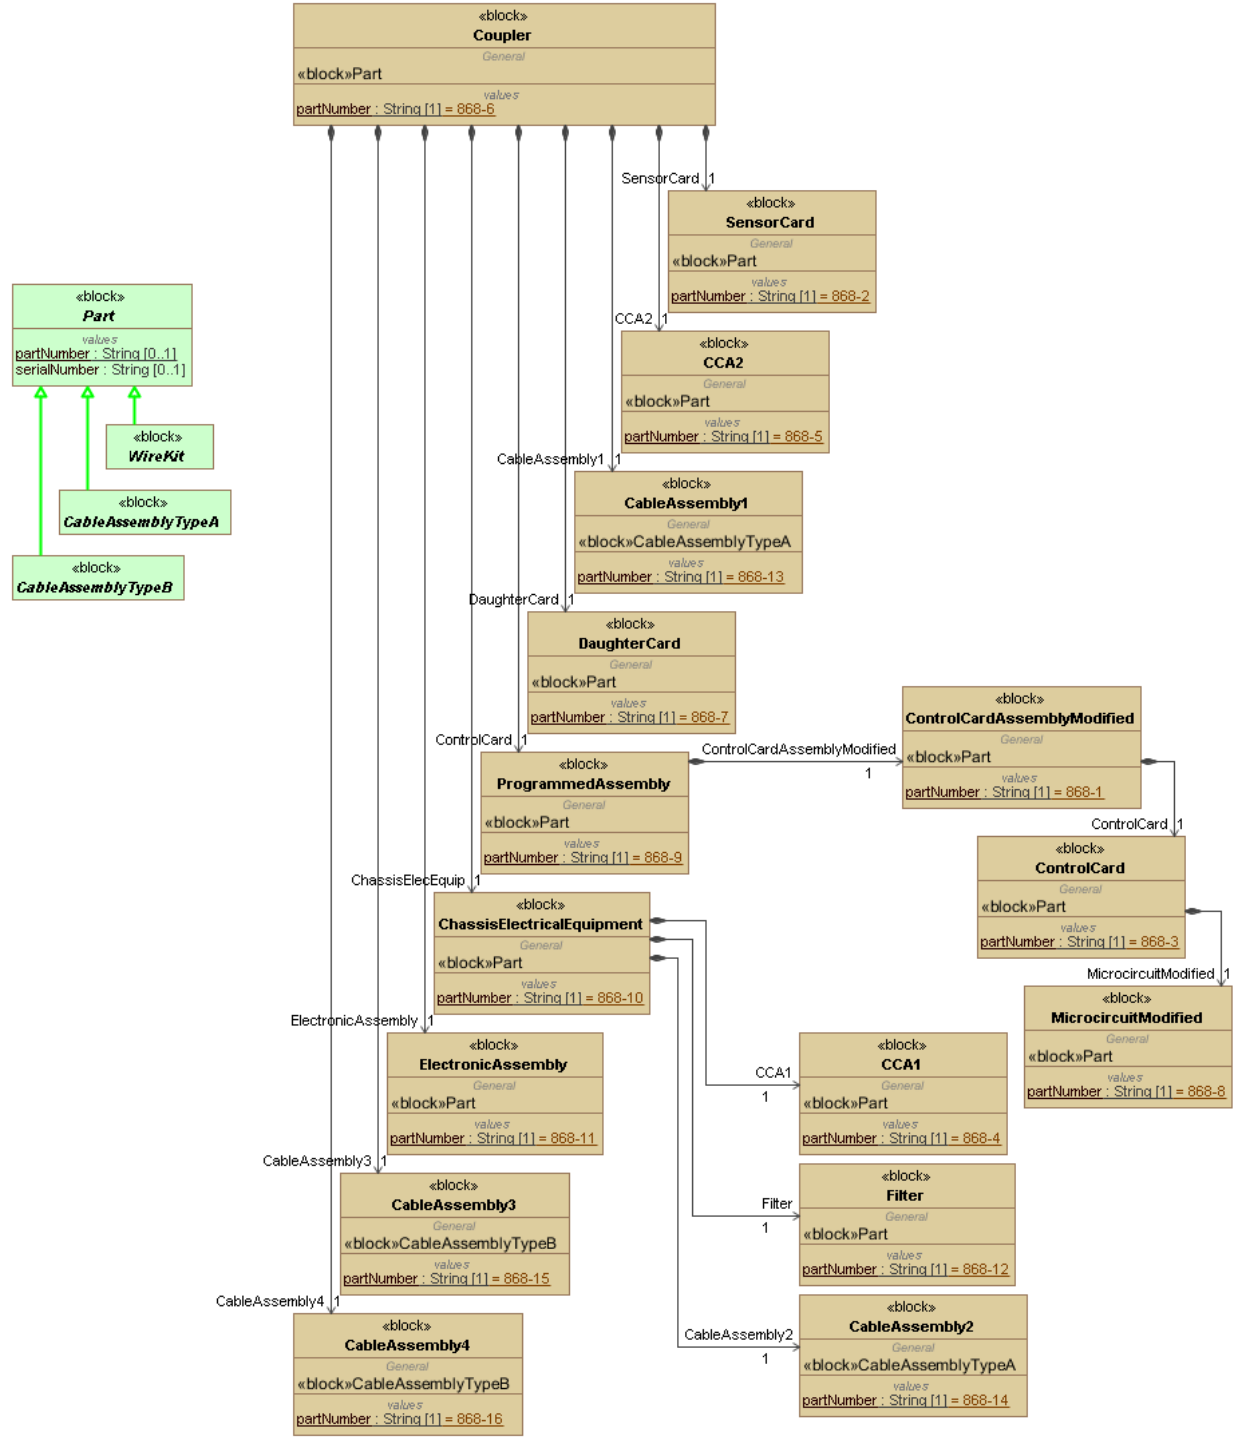 «block»
Coupler
General
«block»Part
values
partNumber : String [1] = 868-6
SensorCard 1
«block»
SensorCard
General
«block»Part
values
partNumber : String [1] = 868-2
«block»
Part
values
partNumber : String [0..1]
serialNumber : String [0..1]
«block»
WireKit
«block»
CableAssemblyTypeA
«block»
CableAssemblyTypeB
CCA2 1
«block»
CCA2
General
«block»Part
values
partNumber : String [1] = 868-5
CableAssembly1 1
«block»
CableAssembly1
General
«block»CableAssemblyTypeA
values
partNumber : String [1] = 868-13
DaughterCard 1
«block»
DaughterCard
General
«block»Part
values
partNumber : String [1] = 868-7
ControlCard 1
«block»
ProgrammedAssembly
General
«block»Part
values
partNumber : String [1] = 868-9
ControlCardAssemblyModified
1
«block»
ControlCardAssemblyModified
General
«block»Part
values
partNumber : String [1] = 868-1
ControlCard 1
«block»
ControlCard
General
«block»Part
values
partNumber : String [1] = 868-3
MicrocircuitModified 1
«block»
MicrocircuitModified
General
«block»Part
values
partNumber : String [1] = 868-8
ChassisElecEquip 1
«block»
ChassisElectricalEquipment
General
«block»Part
values
partNumber : String [1] = 868-10
CCA1
1
«block»
CCA1
General
«block»Part
values
partNumber : String [1] = 868-4
Filter
1
«block»
Filter
General
«block»Part
values
partNumber : String [1] = 868-12
CableAssembly2
1
«block»
CableAssembly2
General
«block»CableAssemblyTypeA
values
partNumber : String [1] = 868-14
ElectronicAssembly 1
«block»
ElectronicAssembly
General
«block»Part
values
partNumber : String [1] = 868-11
CableAssembly3 1
«block»
CableAssembly3
General
«block»CableAssemblyTypeB
values
partNumber : String [1] = 868-15
CableAssembly4 1
«block»
CableAssembly4
General
«block»CableAssemblyTypeB
values
partNumber : String [1] = 868-16